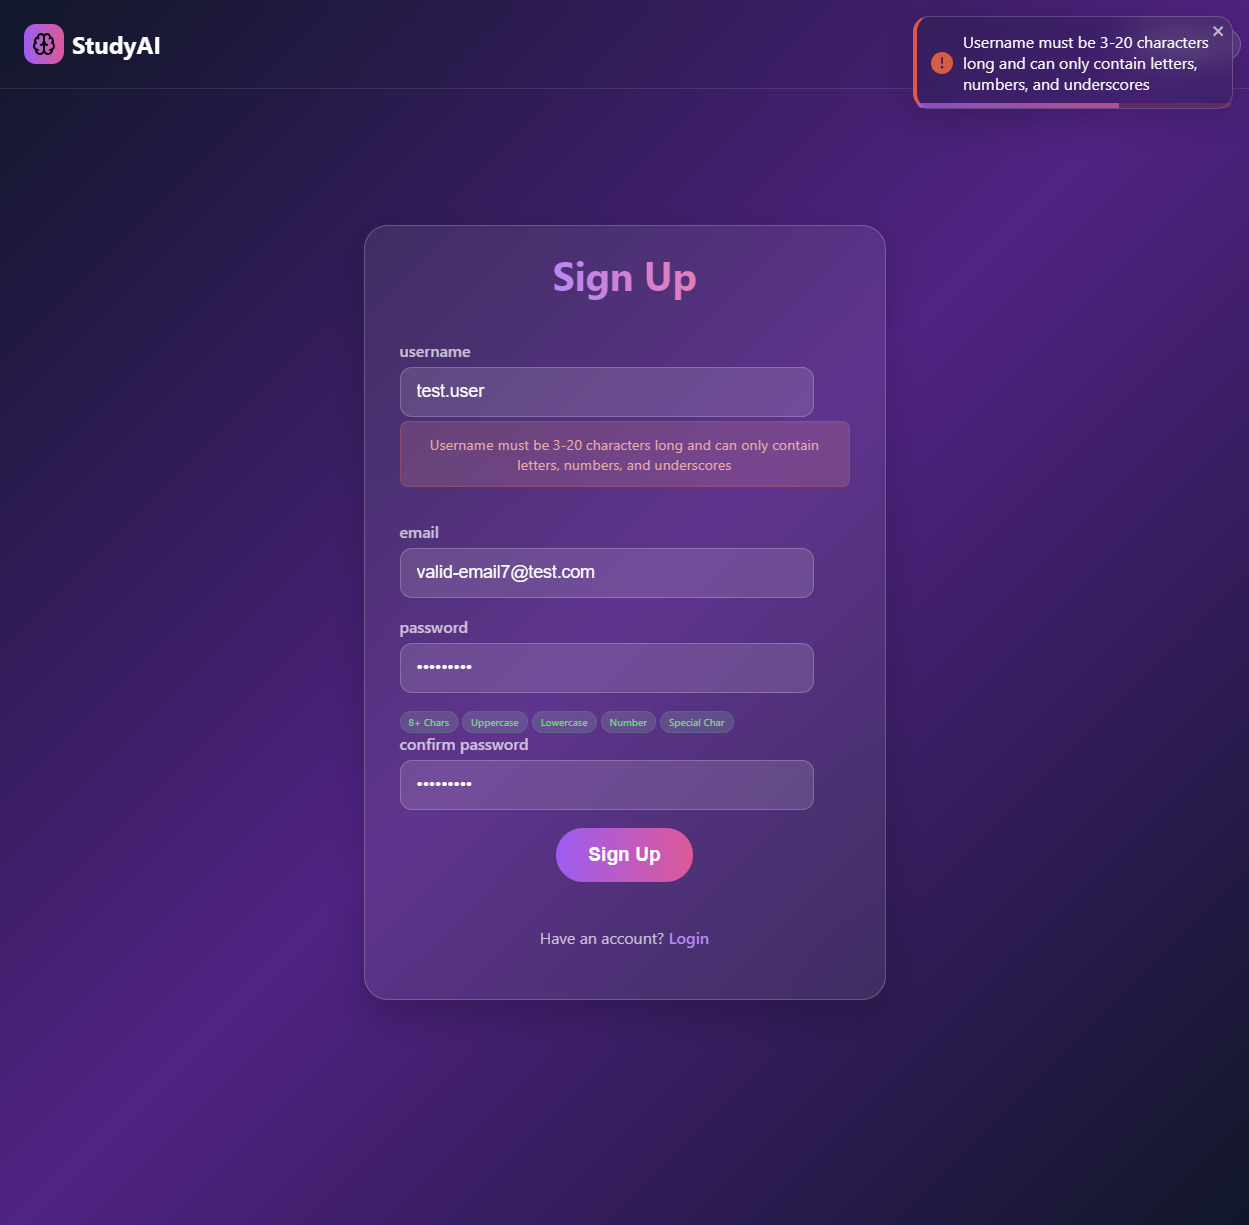 StudyAI
Username must be 3-20 characters
long and can only contain letters,
numbers, and underscores
Sign Up
username
test.user
Username must be 3-20 characters long and can only contain
letters, numbers, and underscores
email
valid-email7@test.com
password
•••••••••
8+ Chars Uppercase Lowercase Number Special Char
confirm password
•••••••••
Sign Up
Have an account? Login